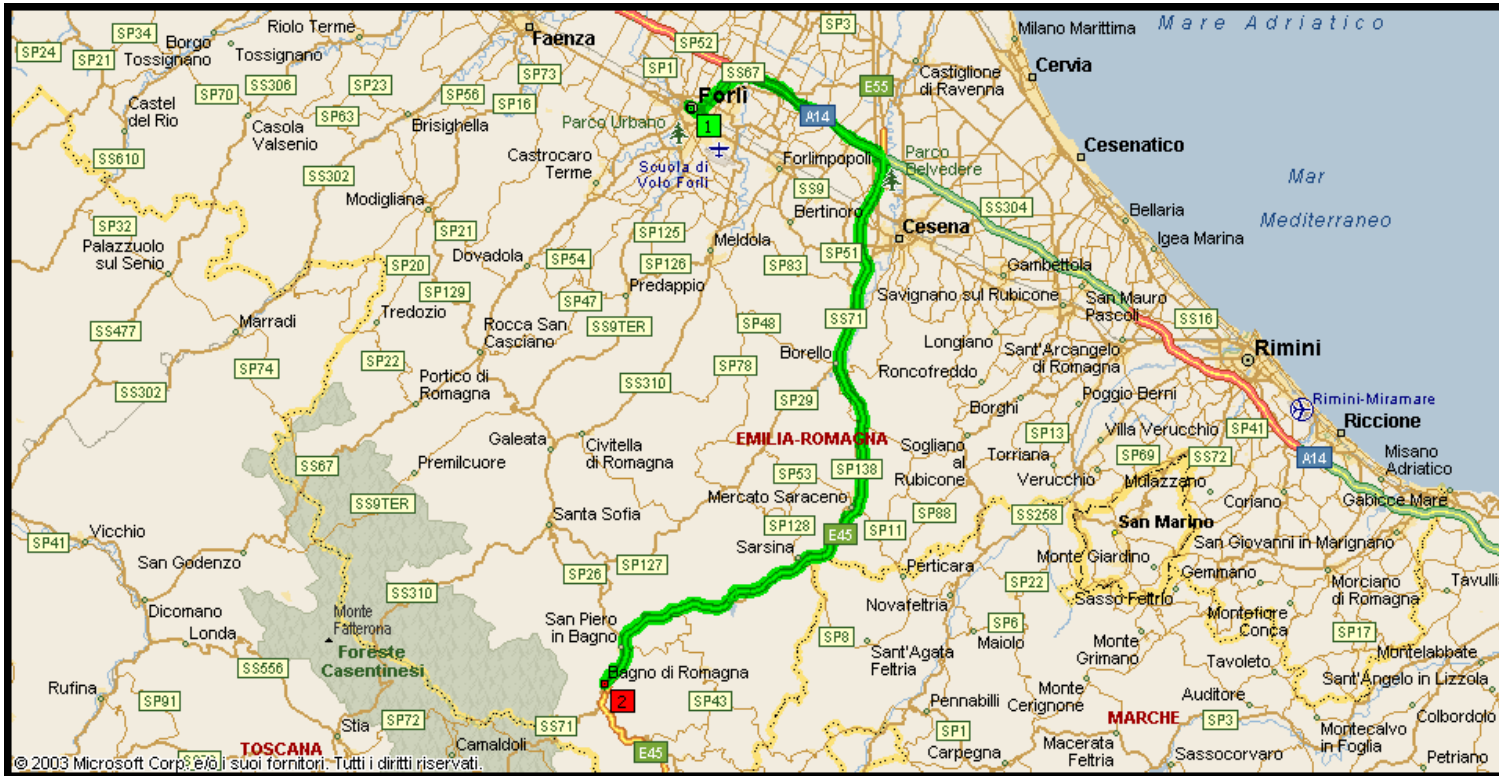 Mare Adriatico
SP34
SP24
SP21
Borgo
Tossignano
Riolo Terme
Tossignano
Faenza
SP3
SP52
Milano Marittima
SP1
SS67
Castiglione
di Ravenna
Cervia
SP70
SS306
SP23
SP73
SP56
SP16
E55
Castel
del Rio
Casola
Valsenio
SP63
Brisighella
Forlì
1
A14
Parco Urbano
Scuola di
Volo Forlì
Forlimpopoli
Parco
Belvedere
Cesenatico
SS610
SS302
Castrocaro
Terme
Mar
Mediterraneo
Modigliana
SS9
SS304
Bellaria
SP32
SP21
SP125
Bertinoro
Cesena
Igea Marina
Palazzuolo
sul Senio
Dovadola
SP54
Meldola
SP51
SP20
SP126
SP83
Gambettola
SP129
SP47
Predappio
Savignano sul Rubicone
San Mauro
Pascoli
SS477
Marradi
Tredozio
Rocca San
Casciano
SS9TER
SP48
SS71
SS16
SP74
SP22
SP78
Borello
Longiano
Sant'Arcangelo
di Romagna
Rimini
SS302
Portico di
Romagna
SS310
Roncofreddo
SP29
Borghi
Poggio Berni
Rimini-Miramare
Riccione
Galeata
Civitella
di Romagna
EMILIA-ROMAGNA
Sogliano
al
Rubicone
SP13
Villa Verucchio
SP41
SS67
Premilcuore
Torriana
SP69
SS72
A14
Misano
Adriatico
SP53
SP138
Verucchio
Mulazzano
SS9TER
Mercato Saraceno
Coriano
Gabicce Mare
Vicchio
Santa Sofia
SP128
SP11
SP88
SS258
San Marino
SP41
E45
San Giovanni in Marignano
San Godenzo
Sarsina
Perticara
Monte Giardino
Gemmano
SP26
SP127
SP22
Morciano
di Romagna
Tavulli
SS310
Novafeltria
Sasso Feltrio
Dicomano
Monte
Falterona
San Piero
in Bagno
Montefiore
Conca
Londa
SP8
SP6
SP17
Foreste
Casentinesi
Sant'Agata
Feltria
Maiolo
Monte
Grimano
SS556
Montelabbate
Bagno di Romagna
Tavoleto
Rufina
2
Sant'Angelo in Lizzola
SP91
SP43
Pennabilli
Monte
Cerignone
Auditore
SP72
SS71
MARCHE
SP3
Colbordolo
Stia
SP1
Montecalvo
in Foglia
TOSCANA
Camaldoli
E45
Carpegna
Macerata
Feltria
Sassocorvaro
Petriano
© 2003 Microsoft Corp. e/o i suoi fornitori. Tutti i diritti riservati.